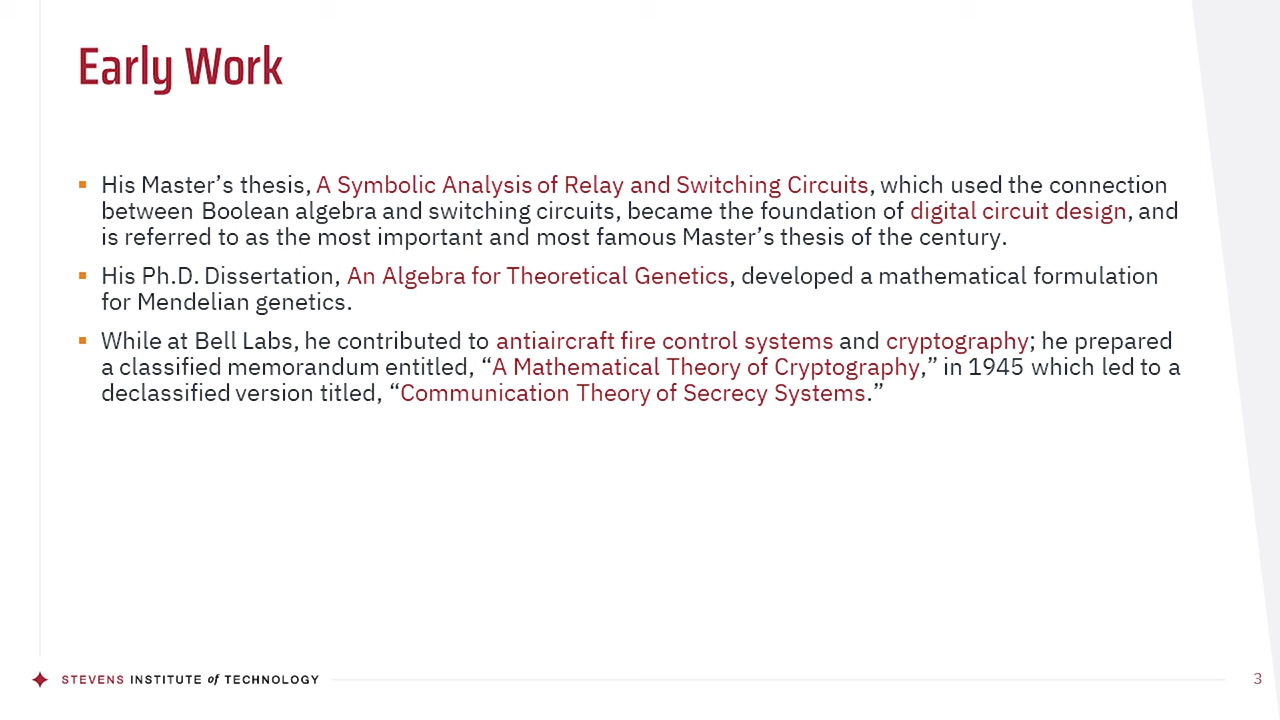 Early Work
▪ His Master’s thesis, A Symbolic Analysis of Relay and Switching Circuits, which used the connection
between Boolean algebra and switching circuits, became the foundation of digital circuit design, and
is referred to as the most important and most famous Master’s thesis of the century.
▪ His Ph.D. Dissertation, An Algebra for Theoretical Genetics, developed a mathematical formulation
for Mendelian genetics.
▪ While at Bell Labs, he contributed to antiaircraft fire control systems and cryptography; he prepared
a classified memorandum entitled, “A Mathematical Theory of Cryptography,” in 1945 which led to a
declassified version titled, “Communication Theory of Secrecy Systems.”
STEVENS INSTITUTE of TECHNOLOGY
3